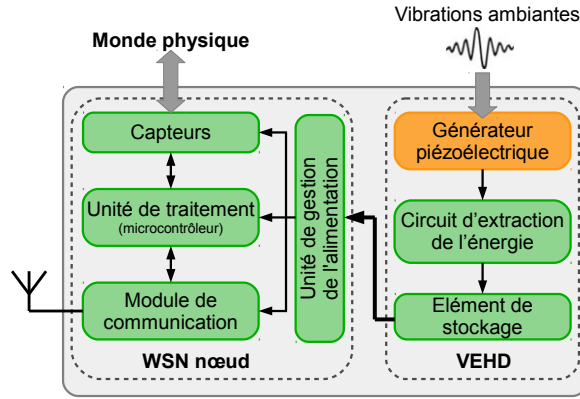 Vibrations ambiantes
Monde physique
Capteurs
Unité de traitement
(microcontrôleur)
Module de
communication
Unité de gestion
de l'alimentation
WSN nœud
Générateur
piézoélectrique
Circuit d'extraction
de l'énergie
Elément de
stockage
VEHD